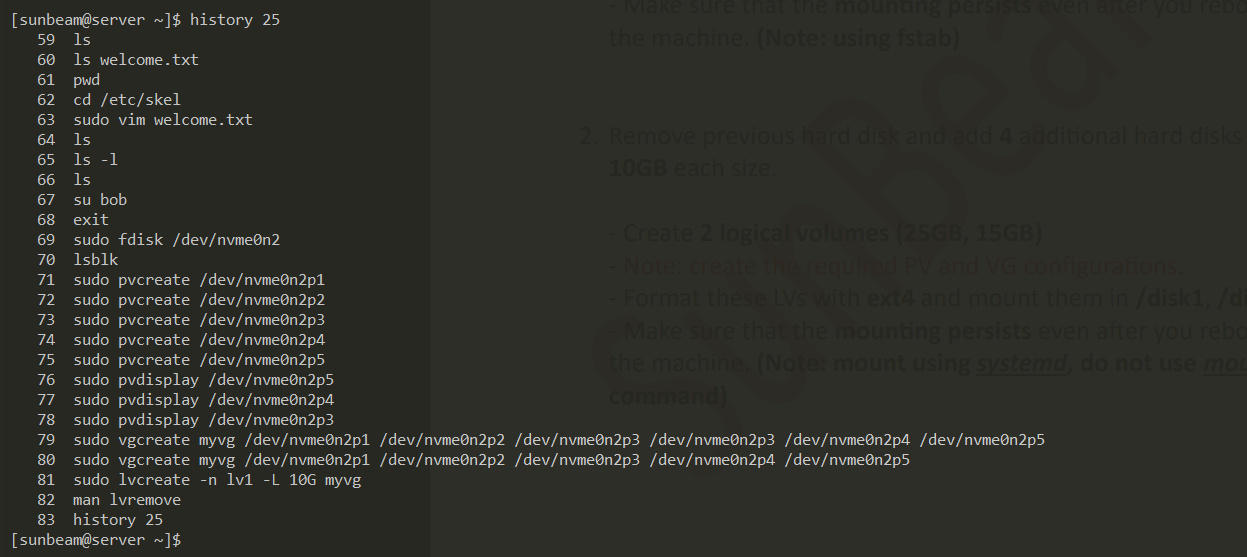 [sunbeam@server ~]$ history 25
59 ls
60 ls welcome.txt
61 pwd
62 cd /etc/skel
63 sudo vim welcome.txt
64 ls
65 ls -l
66 ls
67 su bob
68 exit
69 sudo fdisk /dev/nvme0n2
70 lsblk
71 sudo pvcreate /dev/nvme0n2p1
72 sudo pvcreate /dev/nvme0n2p2
73 sudo pvcreate /dev/nvme0n2p3
74 sudo pvcreate /dev/nvme0n2p4
75 sudo pvcreate /dev/nvme0n2p5
76 sudo pvdisplay /dev/nvme0n2p5
77 sudo pvdisplay /dev/nvme0n2p4
78 sudo pvdisplay /dev/nvme0n2p3
79 sudo vgcreate myvg /dev/nvme0n2p1 /dev/nvme0n2p2 /dev/nvme0n2p3 /dev/nvme0n2p3 /dev/nvme0n2p4 /dev/nvme0n2p5
80 sudo vgcreate myvg /dev/nvme0n2p1 /dev/nvme0n2p2 /dev/nvme0n2p3 /dev/nvme0n2p4 /dev/nvme0n2p5
81 sudo lvcreate -n lv1 -L 10G myvg
82 man lvremove
83 history 25
[sunbeam@server ~]$
- Make sure that the mounting persists even after you rebo
the machine. (Note: using fstab)
2. Remove previous hard disk and add 4 additional hard disks
10GB each size.
- Create 2 logical volumes (25GB, 15GB)
- Note: create the required PV and VG configurations.
- Format these LVs with ext4 and mount them in /disk1, /di
- Make sure that the mounting persists even after you rebo
the machine. (Note: mount using systemd, do not use mou
command)